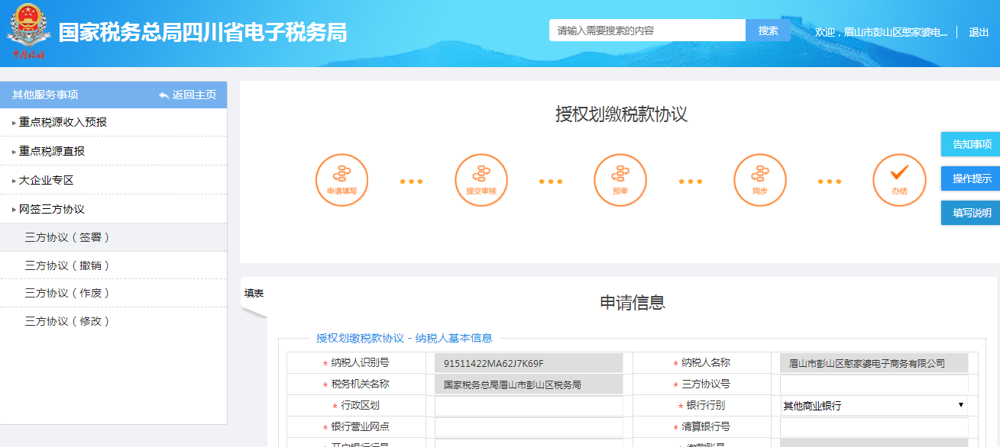 国家税务总局四川省电子税务局
请输入需要搜索的内容 搜索 欢迎，眉山市彭山区憨家婆电... 退出
其他服务事项 返回主页
重点税源收入预报
重点税源直报
大企业专区
网签三方协议
三方协议（签署）
三方协议（撤销）
三方协议（作废）
三方协议（修改）
授权划缴税款协议
申请填写 提交审核 预审 同步 办结
告知事项
操作提示
填写说明
填表
申请信息
授权划缴税款协议 - 纳税人基本信息
* 纳税人识别号 91511422MA62J7K69F * 纳税人名称 眉山市彭山区憨家婆电子商务有限公司
* 税务机关名称 国家税务总局眉山市彭山区税务局 * 三方协议号
* 行政区划 * 银行行别 其他商业银行
* 银行营业网点 * 清算银行号
* 开户银行行号 * 缴款账号